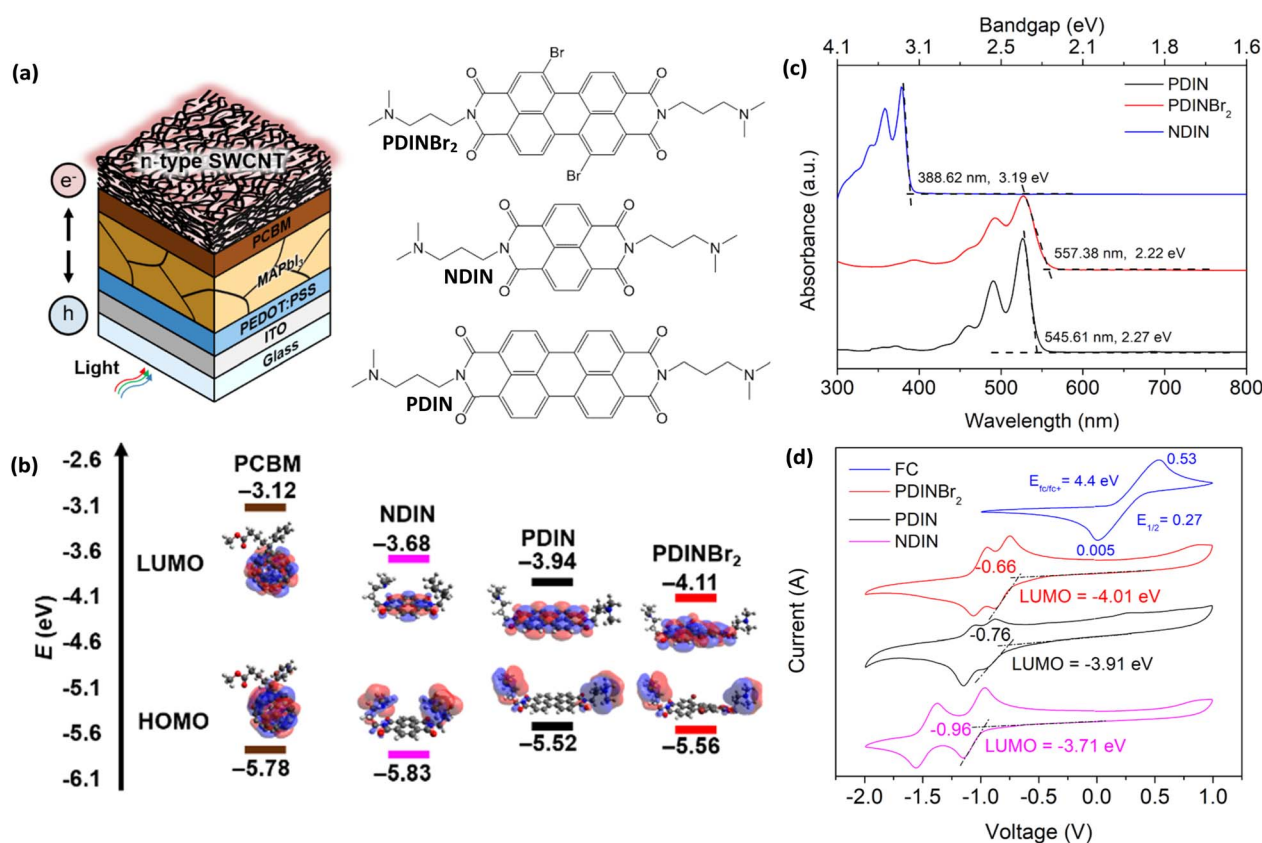 (a)
n-type SWCNT
e-
PCBM
MAPbI3
PEDOT:PSS
ITO
Glass
h
Light
Br
O
O
N
N
N
N
PDINBr2
O
O
Br
O
O
N
N
N
N
NDIN
O
O
O
O
N
N
N
N
PDIN
O
O
(b)
E (eV)
-2.6
-3.1
-3.6
-4.1
-4.6
-5.1
-5.6
-6.1
LUMO
HOMO
PCBM
–3.12
NDIN
–3.68
PDIN
–3.94
PDINBr2
–4.11
–5.78
–5.83
–5.52
–5.56
(c)
Bandgap (eV)
4.1 3.1 2.5 2.1 1.8 1.6
PDIN
PDINBr2
NDIN
388.62 nm, 3.19 eV
557.38 nm, 2.22 eV
545.61 nm, 2.27 eV
Absorbance (a.u.)
300 400 500 600 700 800
Wavelength (nm)
(d)
FC
PDINBr2
PDIN
NDIN
0.53
Efc/fc+ = 4.4 eV
E1/2 = 0.27
0.005
-0.66
LUMO = -4.01 eV
-0.76
LUMO = -3.91 eV
-0.96
LUMO = -3.71 eV
Current (A)
-2.0 -1.5 -1.0 -0.5 0.0 0.5 1.0
Voltage (V)